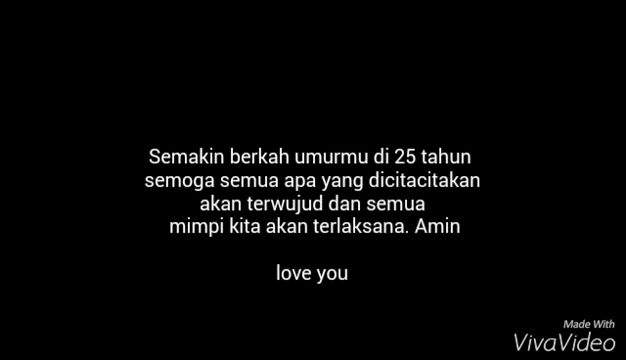 Semakin berkah umurmu di 25 tahun
semoga semua apa yang dicitacitakan
akan terwujud dan semua
mimpi kita akan terlaksana. Amin
love you
Made With
VivaVideo